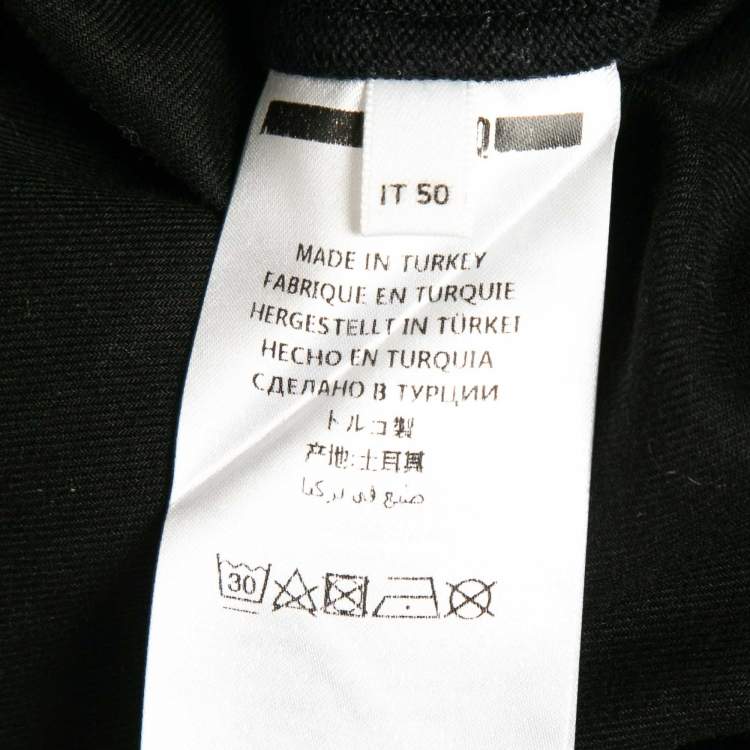 IT 50
MADE IN TURKEY
FABRIQUE EN TURQUIE
HERGESTELLT IN TÜRKEI
HECHO EN TURQUIA
СДЕЛАНО В ТУРЦИИ
トルコ製
产地:土耳其
صنع في تركيا
30